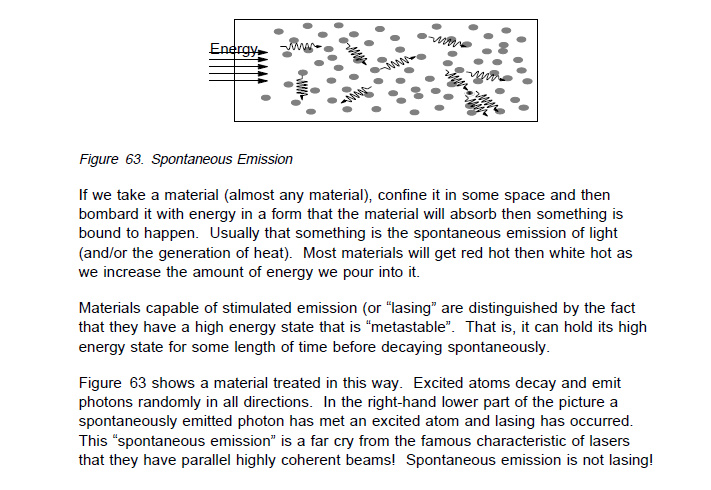 Energy
Figure 63. Spontaneous Emission
If we take a material (almost any material), confine it in some space and then
bombard it with energy in a form that the material will absorb then something is
bound to happen. Usually that something is the spontaneous emission of light
(and/or the generation of heat). Most materials will get red hot then white hot as
we increase the amount of energy we pour into it.
Materials capable of stimulated emission (or “lasing” are distinguished by the fact
that they have a high energy state that is “metastable”. That is, it can hold its high
energy state for some length of time before decaying spontaneously.
Figure 63 shows a material treated in this way. Excited atoms decay and emit
photons randomly in all directions. In the right-hand lower part of the picture a
spontaneously emitted photon has met an excited atom and lasing has occurred.
This “spontaneous emission” is a far cry from the famous characteristic of lasers
that they have parallel highly coherent beams! Spontaneous emission is not lasing!